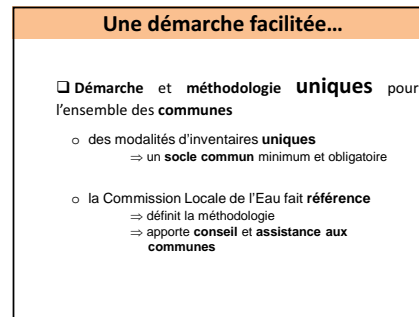 Une démarche facilitée...
❑ Démarche et méthodologie uniques pour
l'ensemble des communes
o des modalités d'inventaires uniques
⇒ un socle commun minimum et obligatoire
o la Commission Locale de l'Eau fait référence
⇒ définit la méthodologie
⇒ apporte conseil et assistance aux
communes